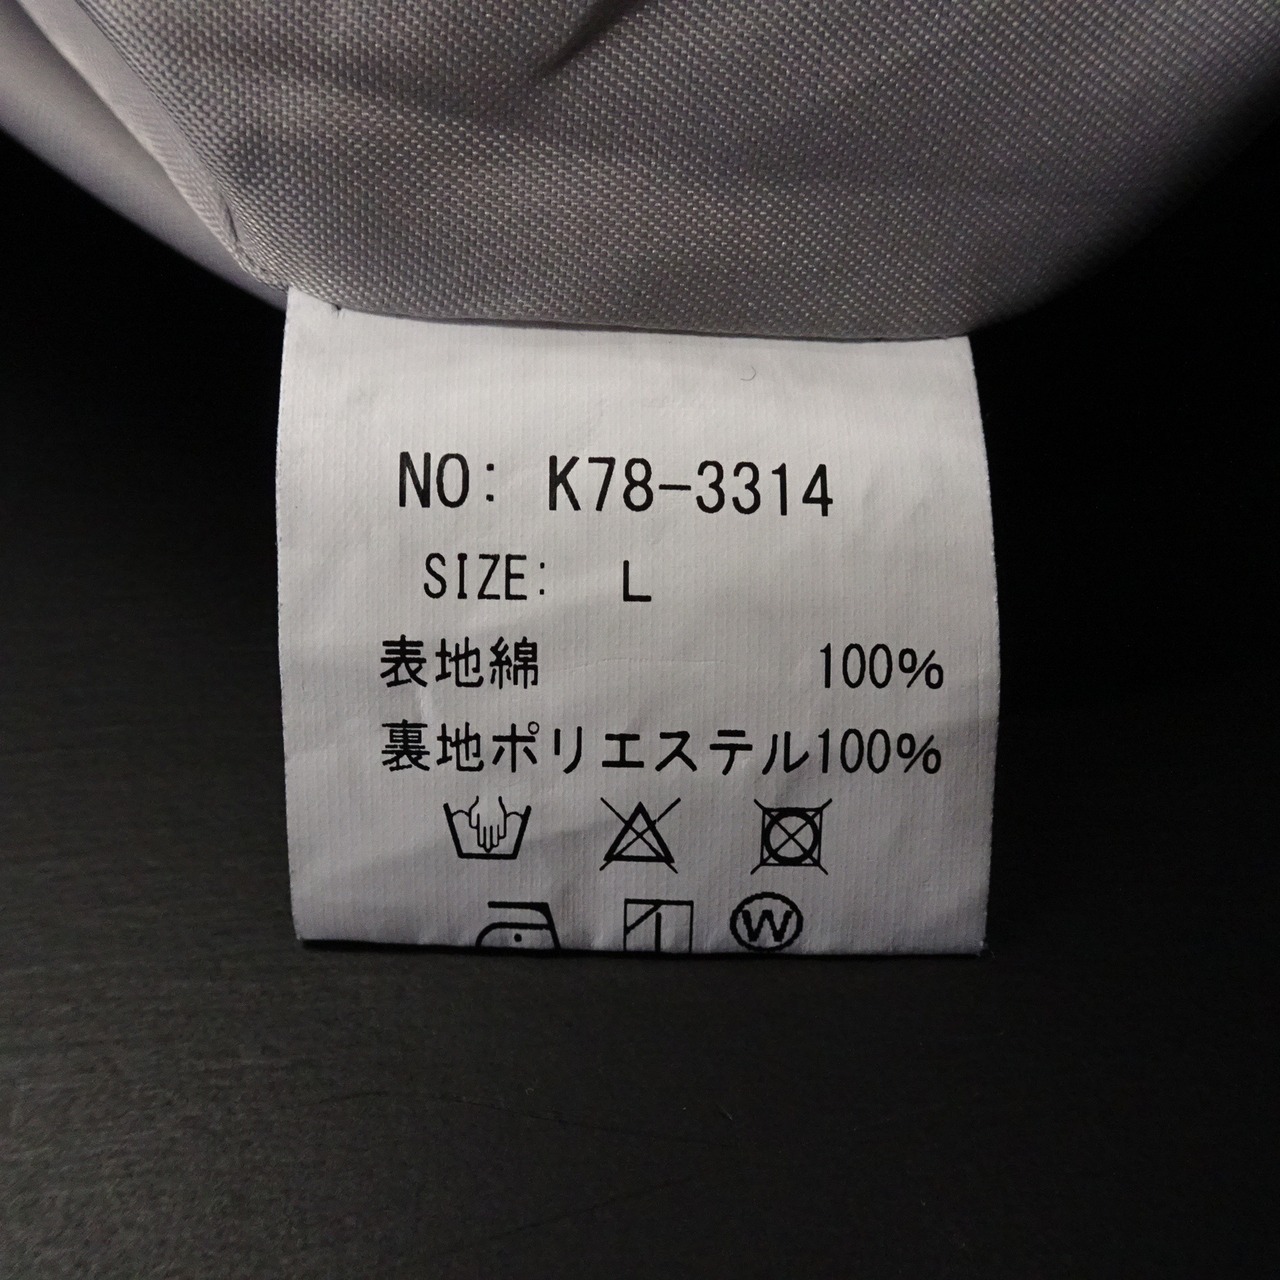 NO: K78-3314
SIZE: L
表地綿 100%
裏地ポリエステル100%
W